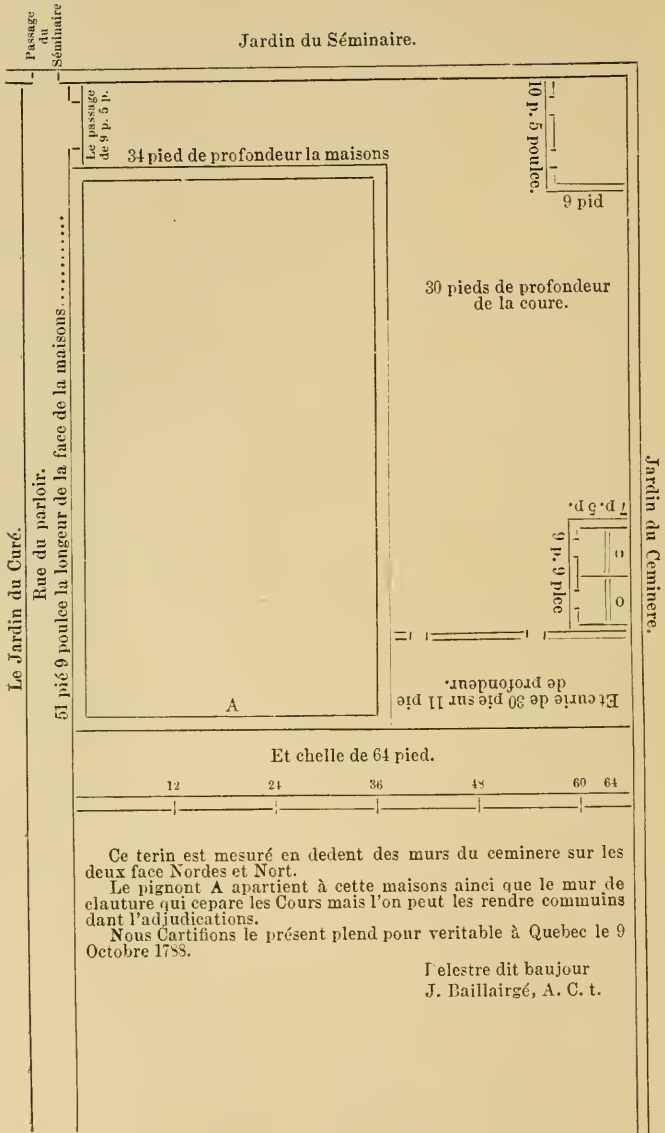 Passage
du
Séminaire
Jardin du Séminaire.
Le passage
de 9 p. 5 p.
34 pied de profondeur la maisons
10 p. 5 poulce.
9 pid
30 pieds de profondeur
de la coure.
Le Jardin du Curé.
Rue du parloir.
51 pié 9 poulce la longeur de la face de la maisons............
Jardin du Ceminere.
7 p. 5 p.
9 p. 9 plce
Et curie de 30 pie sur 11 pie
de profondeur.
A
Et chelle de 64 pied.
12 24 36 48 60 64
Ce terin est mesuré en dedent des murs du ceminere sur les
deux face Nordes et Nort.
Le pignont A apartient à cette maisons ainci que le mur de
clauture qui cepare les Cours mais l'on peut les rendre commuins
dant l'adjudications.
Nous Cartifions le présent plend pour veritable à Quebec le 9
Octobre 1788.
elestre dit baujour
J. Baillairgé, A. C. t.